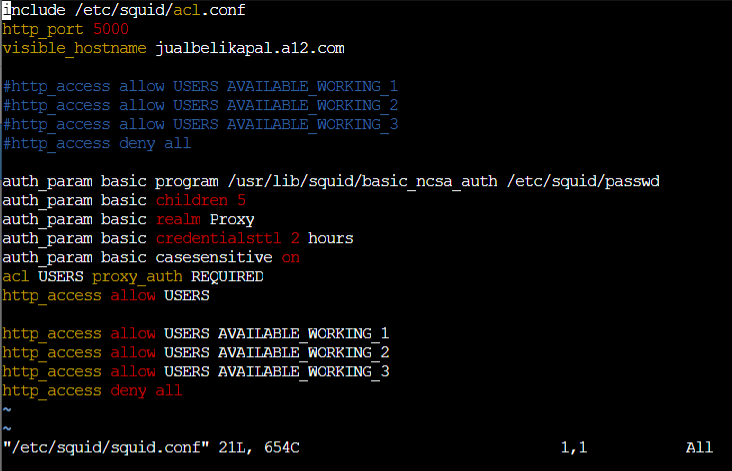 include /etc/squid/acl.conf
http_port 5000
visible_hostname jualbelikapal.a12.com

#http_access allow USERS AVAILABLE_WORKING_1
#http_access allow USERS AVAILABLE_WORKING_2
#http_access allow USERS AVAILABLE_WORKING_3
#http_access deny all

auth_param basic program /usr/lib/squid/basic_ncsa_auth /etc/squid/passwd
auth_param basic children 5
auth_param basic realm Proxy
auth_param basic credentialsttl 2 hours
auth_param basic casesensitive on
acl USERS proxy_auth REQUIRED
http_access allow USERS

http_access allow USERS AVAILABLE_WORKING_1
http_access allow USERS AVAILABLE_WORKING_2
http_access allow USERS AVAILABLE_WORKING_3
http_access deny all
~
~
"/etc/squid/squid.conf" 21L, 654C 1,1 All